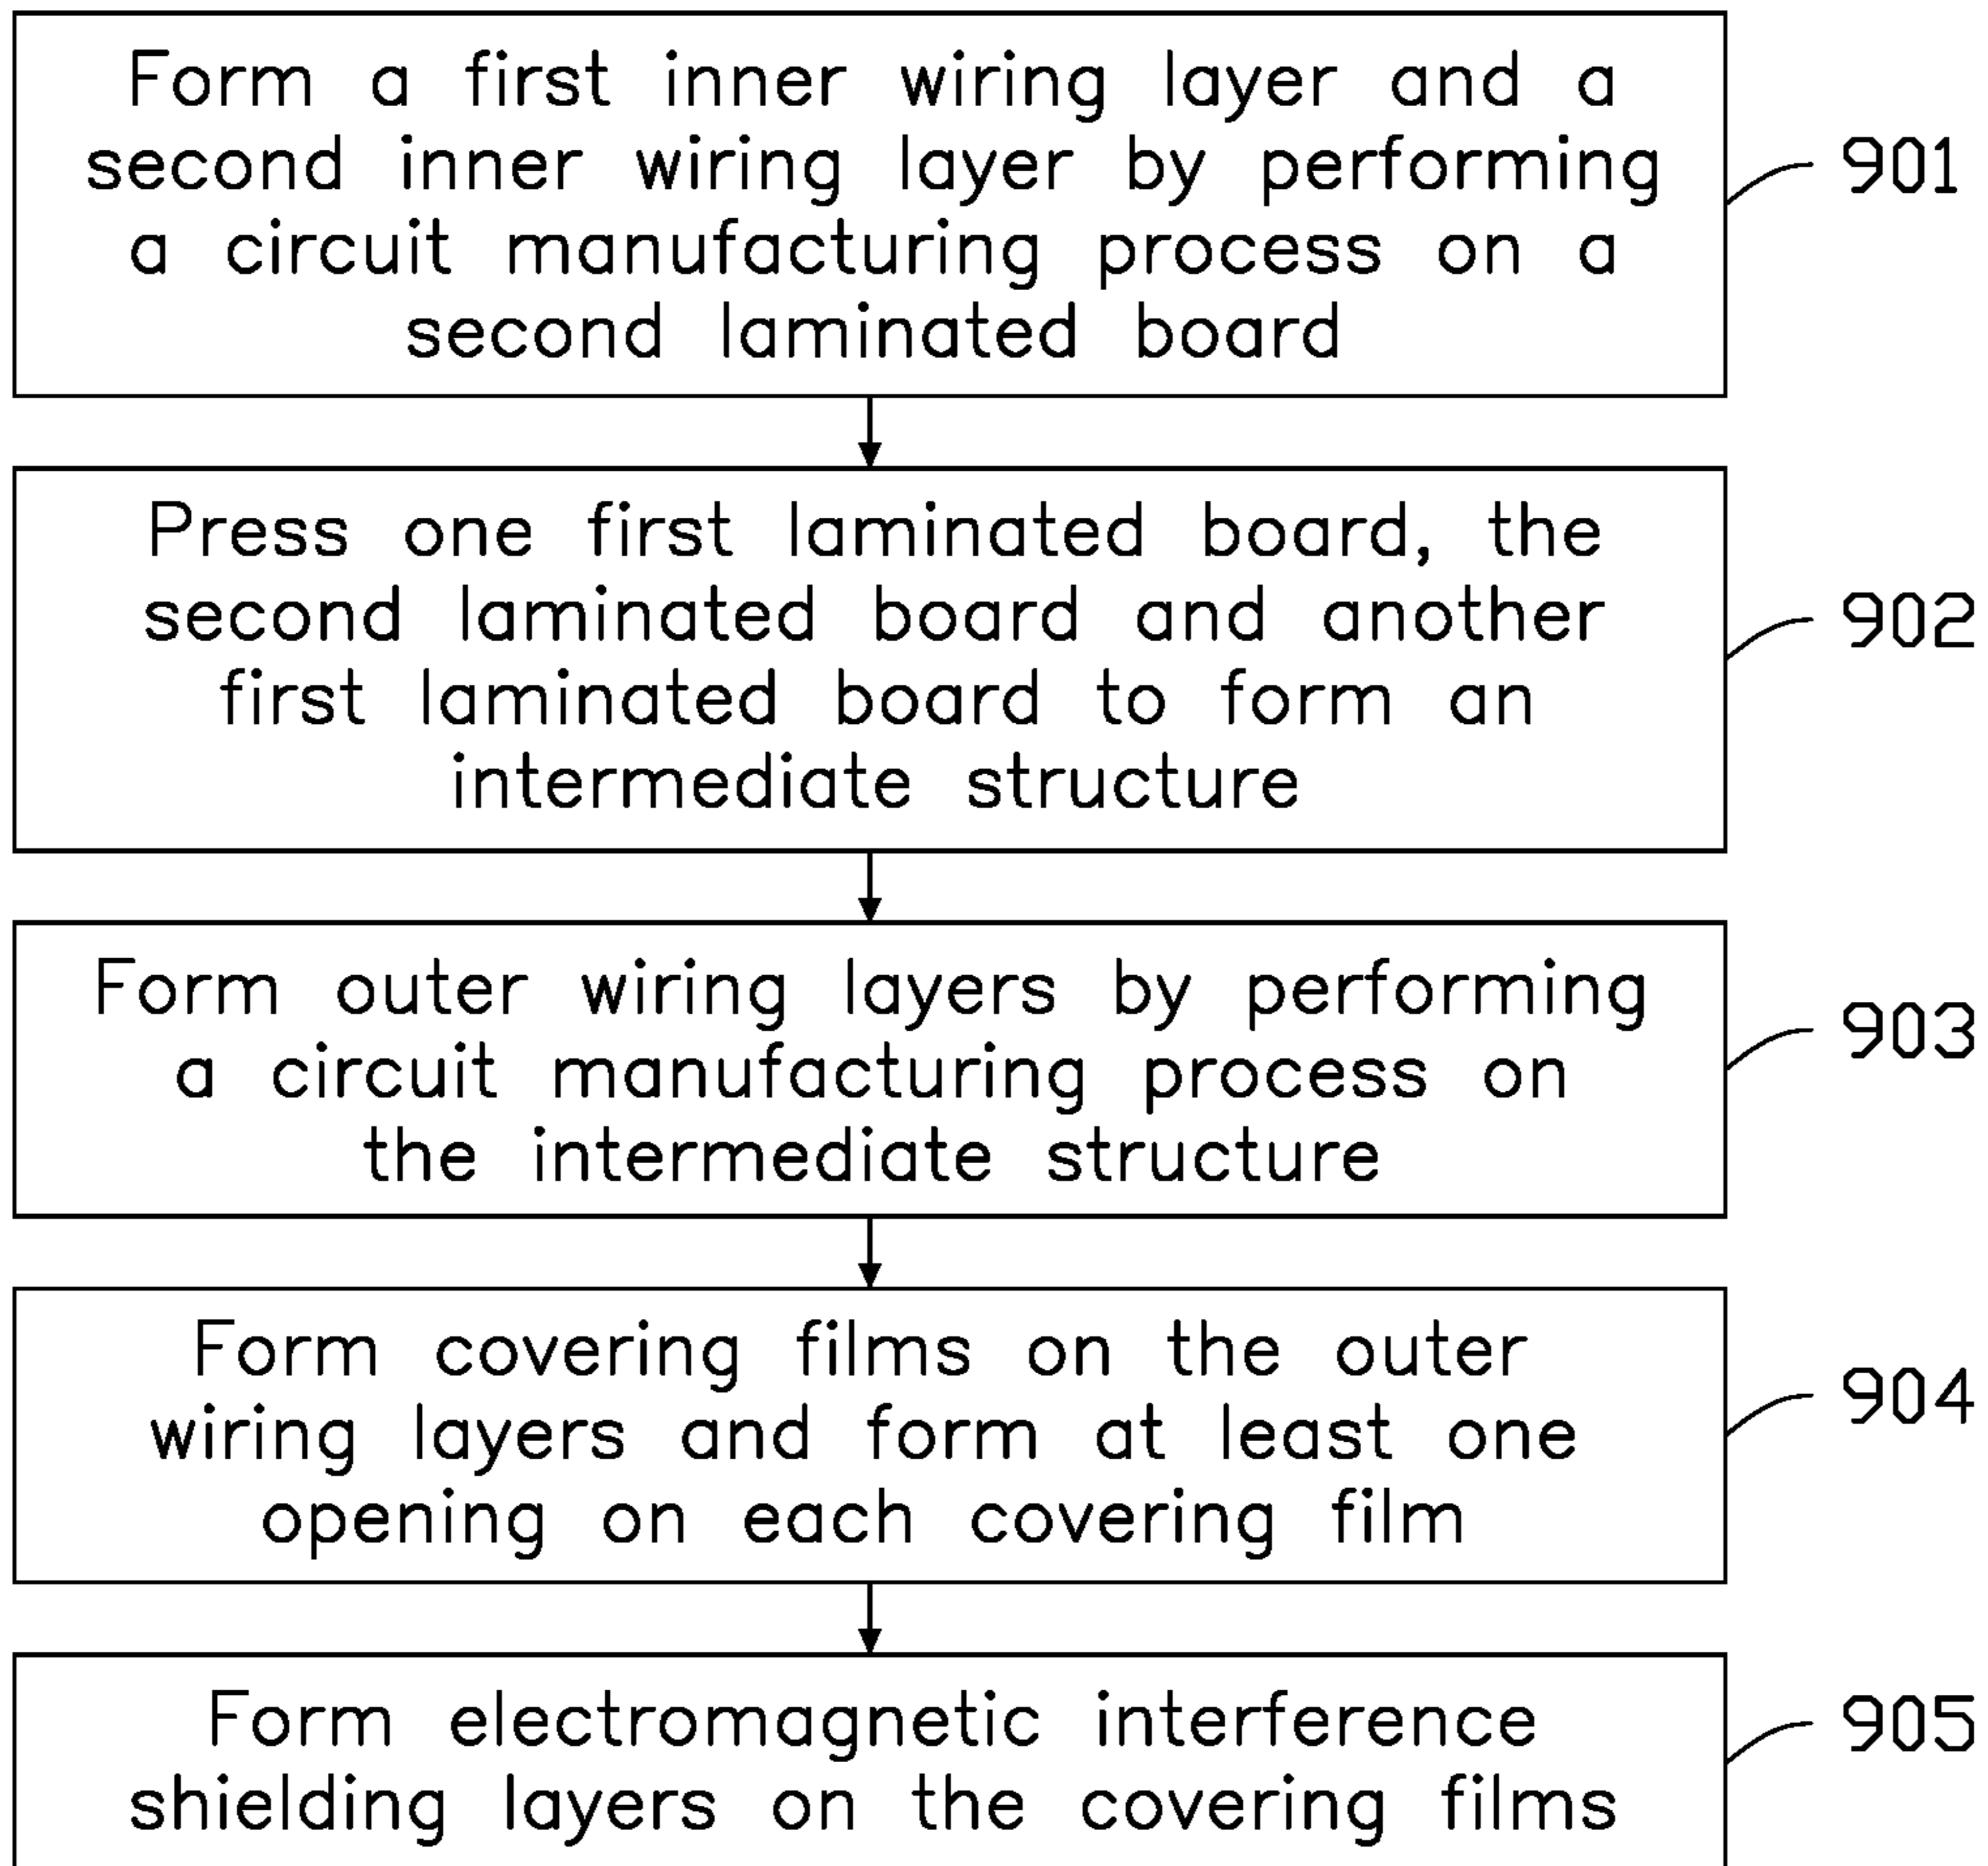 Form a first inner wiring layer and a
second inner wiring layer by performing
a circuit manufacturing process on a
second laminated board
901
Press one first laminated board, the
second laminated board and another
first laminated board to form an
intermediate structure
902
Form outer wiring layers by performing
a circuit manufacturing process on
the intermediate structure
903
Form covering films on the outer
wiring layers and form at least one
opening on each covering film
904
Form electromagnetic interference
shielding layers on the covering films
905